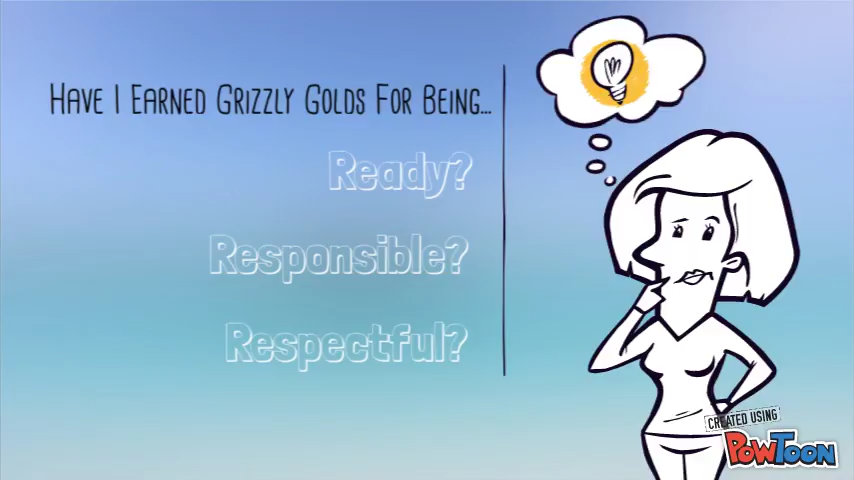 Have I Earned Grizzly Golds For Being...
Ready?
Responsible?
Respectful?
CREATED USING
POWTOON